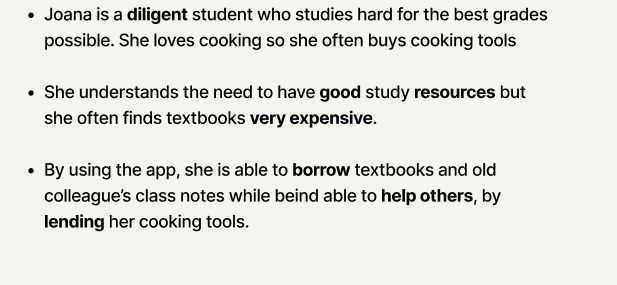 • Joana is a diligent student who studies hard for the best grades
possible. She loves cooking so she often buys cooking tools
• She understands the need to have good study resources but
she often finds textbooks very expensive.
• By using the app, she is able to borrow textbooks and old
colleague's class notes while beind able to help others, by
lending her cooking tools.